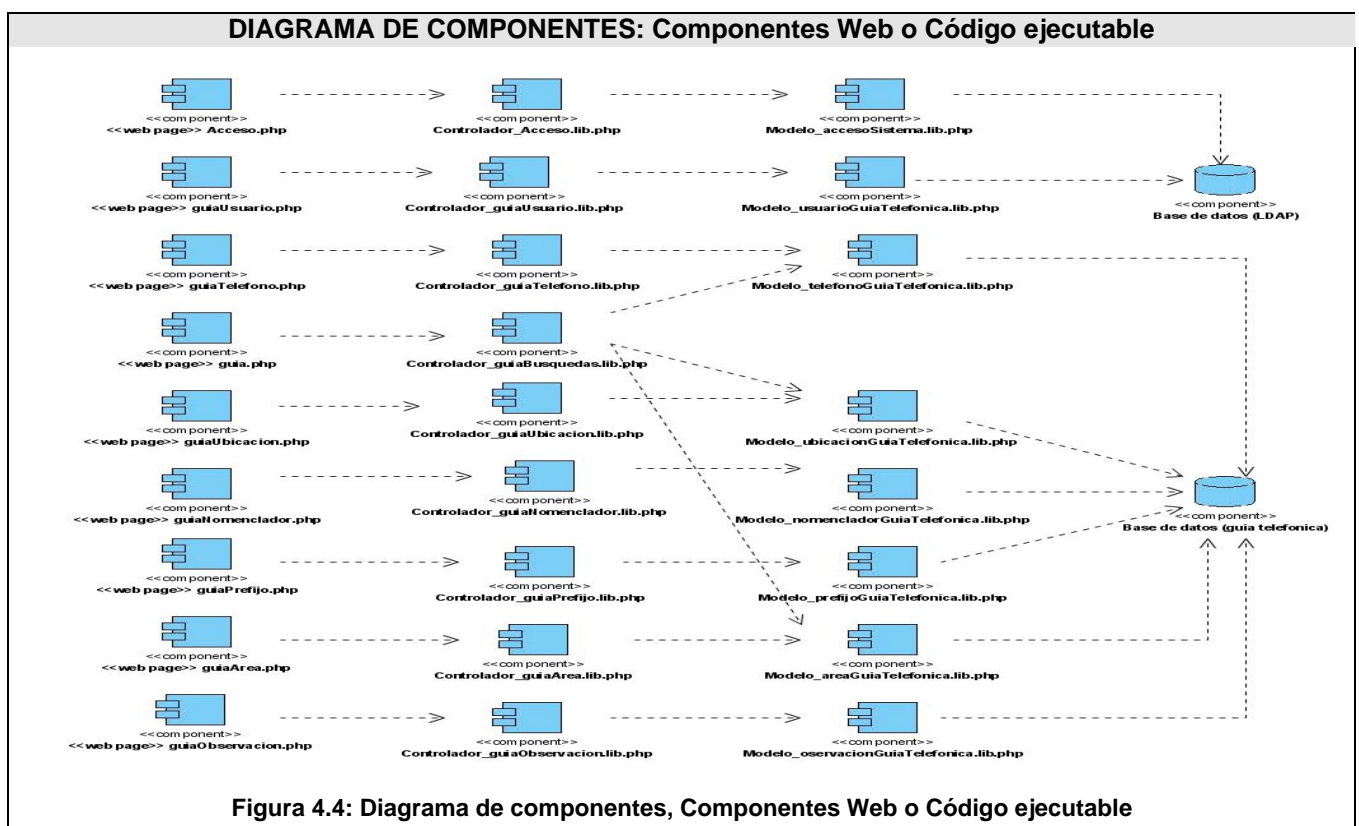 DIAGRAMA DE COMPONENTES: Componentes Web o Código ejecutable
<<component>>
<<web page>> Acceso.php
<<component>>
Controlador_Acceso.lib.php
<<component>>
Modelo_accesoSistema.lib.php
<<component>>
<<web page>> guiaUsuario.php
<<component>>
Controlador_guiaUsuario.lib.php
<<component>>
Modelo_usuarioGuiaTelefonica.lib.php
<<component>>
Base de datos (LDAP)
<<component>>
<<web page>> guiaTelefono.php
<<component>>
Controlador_guiaTelefono.lib.php
<<component>>
Modelo_telefonoGuiaTelefonica.lib.php
<<component>>
<<web page>> guia.php
<<component>>
Controlador_guiaBusquedas.lib.php
<<component>>
<<web page>> guiaUbicacion.php
<<component>>
Controlador_guiaUbicacion.lib.php
<<component>>
Modelo_ubicacionGuiaTelefonica.lib.php
<<component>>
<<web page>> guiaNomenclador.php
<<component>>
Controlador_guiaNomenclador.lib.php
<<component>>
Modelo_nomencladorGuiaTelefonica.lib.php
<<component>>
Base de datos (guia telefonica)
<<component>>
<<web page>> guiaPrefijo.php
<<component>>
Controlador_guiaPrefijo.lib.php
<<component>>
Modelo_prefijoGuiaTelefonica.lib.php
<<component>>
<<web page>> guiaArea.php
<<component>>
Controlador_guiaArea.lib.php
<<component>>
Modelo_areaGuiaTelefonica.lib.php
<<component>>
<<web page>> guiaObservacion.php
<<component>>
Controlador_guiaObservacion.lib.php
<<component>>
Modelo_oservacionGuiaTelefonica.lib.php
Figura 4.4: Diagrama de componentes, Componentes Web o Código ejecutable